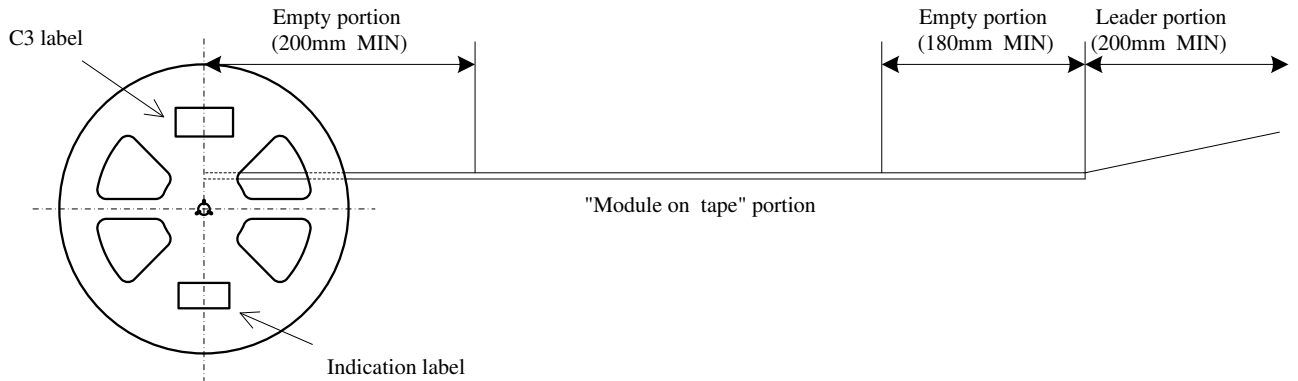 Empty portion
(200mm MIN)
Empty portion
(180mm MIN)
Leader portion
(200mm MIN)
C3 label
"Module on tape" portion
Indication label